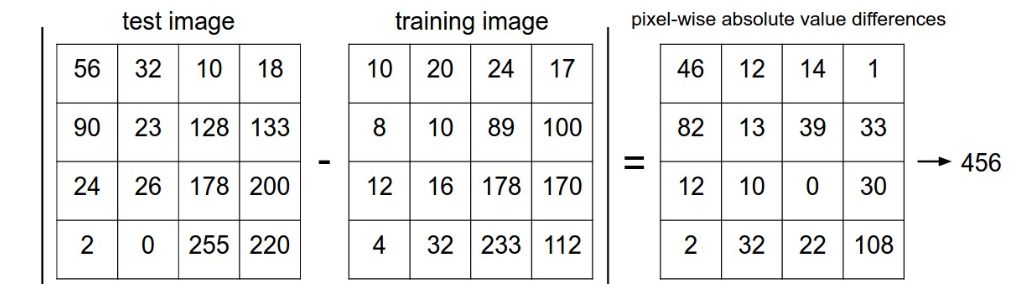 test image training image pixel-wise absolute value differences
56 32 10 18 10 20 24 17 46 12 14 1
90 23 128 133 8 10 89 100 82 13 39 33
- = → 456
24 26 178 200 12 16 178 170 12 10 0 30
2 0 255 220 4 32 233 112 2 32 22 108